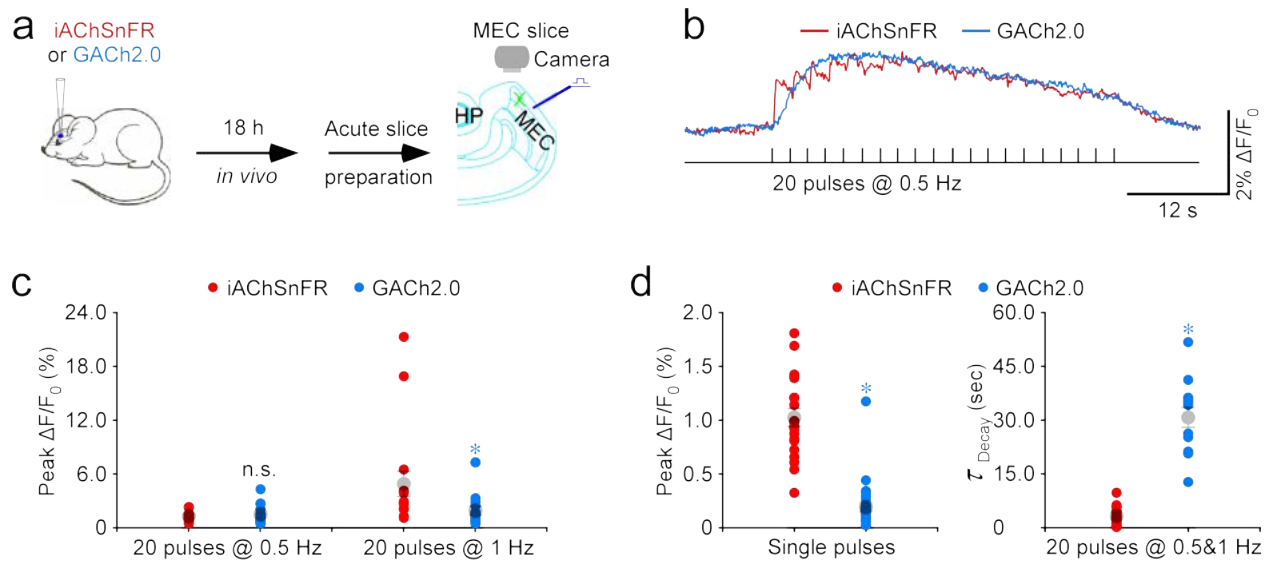 a
iAChSnFR
or GACh2.0
18 h
in vivo
Acute slice
preparation
MEC slice
Camera
HP
MEC
b
iAChSnFR
GACh2.0
20 pulses @ 0.5 Hz
2% ΔF/F0
12 s
c
iAChSnFR
GACh2.0
Peak ΔF/F0 (%)
24.0
18.0
12.0
6.0
0
n.s.
*
20 pulses @ 0.5 Hz
20 pulses @ 1 Hz
d
iAChSnFR
GACh2.0
Peak ΔF/F0 (%)
2.0
1.5
1.0
0.5
0
*
Single pulses
τ Decay (sec)
60.0
45.0
30.0
15.0
0
*
20 pulses @ 0.5&1 Hz